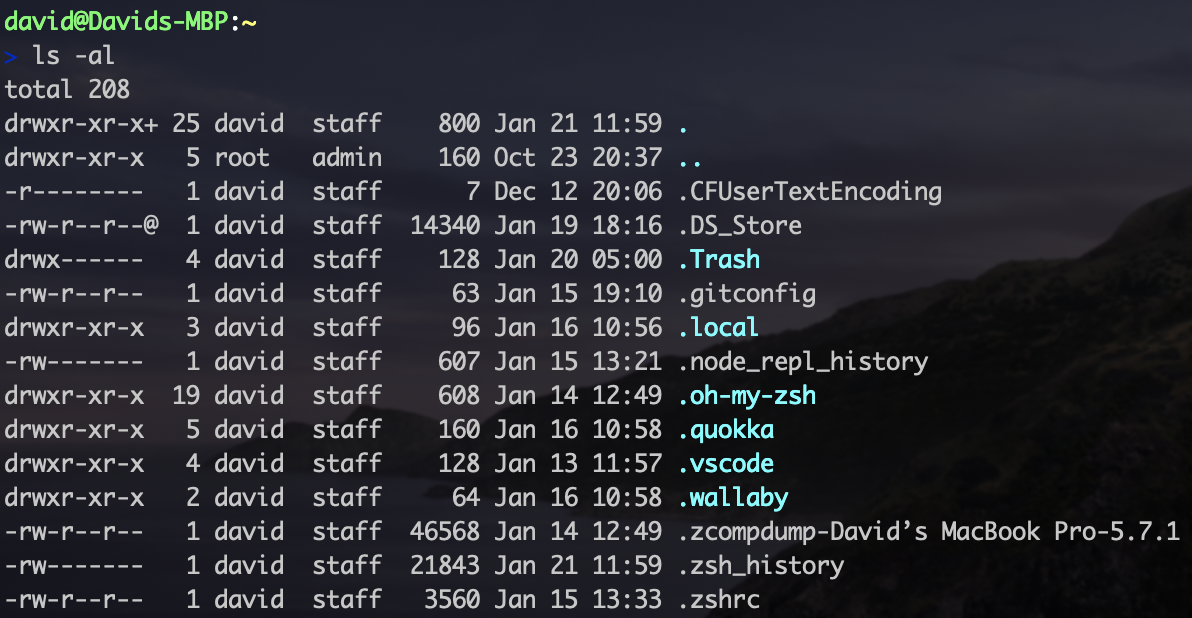 david@Davids-MBP:~
> ls -al
total 208
drwxr-xr-x+ 25 david  staff    800 Jan 21 11:59 .
drwxr-xr-x   5 root   admin    160 Oct 23 20:37 ..
-r--------   1 david  staff      7 Dec 12 20:06 .CFUserTextEncoding
-rw-r--r--@  1 david  staff  14340 Jan 19 18:16 .DS_Store
drwx------   4 david  staff    128 Jan 20 05:00 .Trash
-rw-r--r--   1 david  staff     63 Jan 15 19:10 .gitconfig
drwxr-xr-x   3 david  staff     96 Jan 16 10:56 .local
-rw-------   1 david  staff    607 Jan 15 13:21 .node_repl_history
drwxr-xr-x  19 david  staff    608 Jan 14 12:49 .oh-my-zsh
drwxr-xr-x   5 david  staff    160 Jan 16 10:58 .quokka
drwxr-xr-x   4 david  staff    128 Jan 13 11:57 .vscode
drwxr-xr-x   2 david  staff     64 Jan 16 10:58 .wallaby
-rw-r--r--   1 david  staff  46568 Jan 14 12:49 .zcompdump-David’s MacBook Pro-5.7.1
-rw-------   1 david  staff  21843 Jan 21 11:59 .zsh_history
-rw-r--r--   1 david  staff   3560 Jan 15 13:33 .zshrc